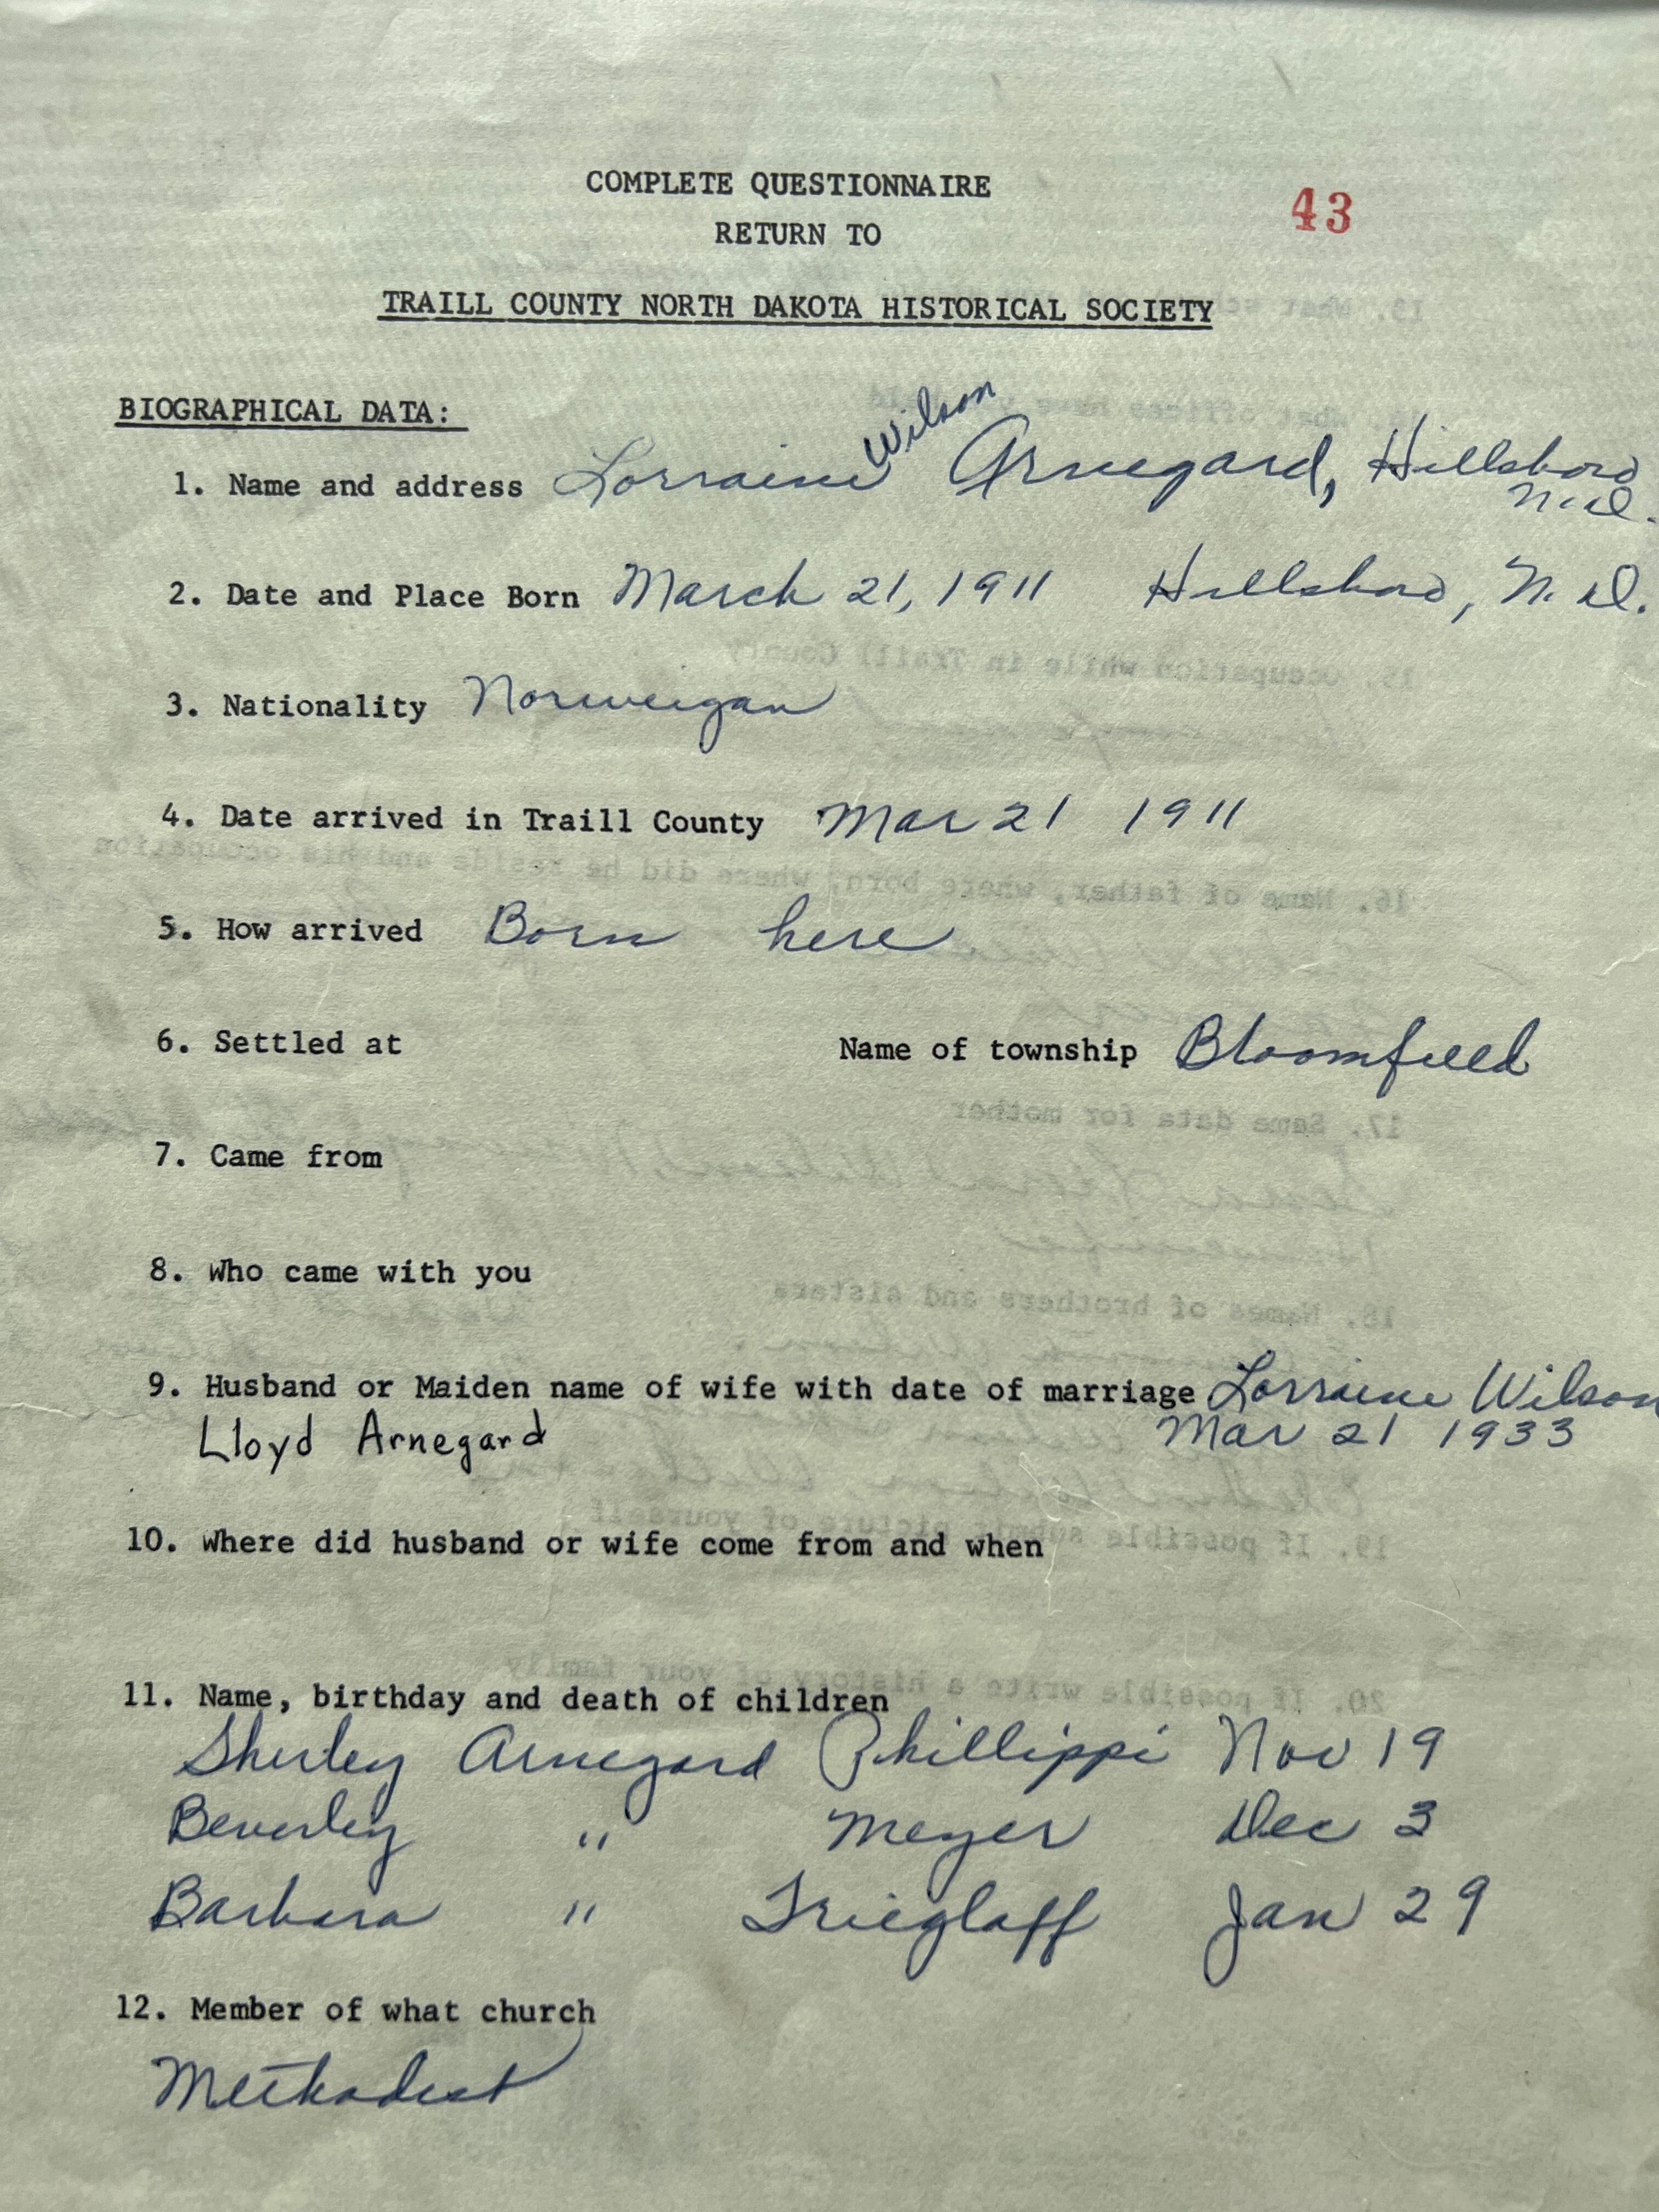 COMPLETE QUESTIONNAIRE
43
RETURN TO
TRAILL COUNTY NORTH DAKOTA HISTORICAL SOCIETY
BIOGRAPHICAL DATA:
1. Name and address Lorraine Wilson Arnegard, Hillsboro N.D.
2. Date and Place Born March 21, 1911 Hillsboro, N.D.
3. Nationality Norweigan
4. Date arrived in Traill County Mar 21 1911
5. How arrived Born here
6. Settled at Name of township Bloomfield
7. Came from
8. Who came with you
9. Husband or Maiden name of wife with date of marriage Lorraine Wilson
Lloyd Arnegard Mar 21 1933
10. Where did husband or wife come from and when
11. Name, birthday and death of children
Shirley Arnegard Phillippi Nov 19
Beverley " Meyer Dec 3
Barbara " Trieglaff Jan 29
12. Member of what church
Methodist